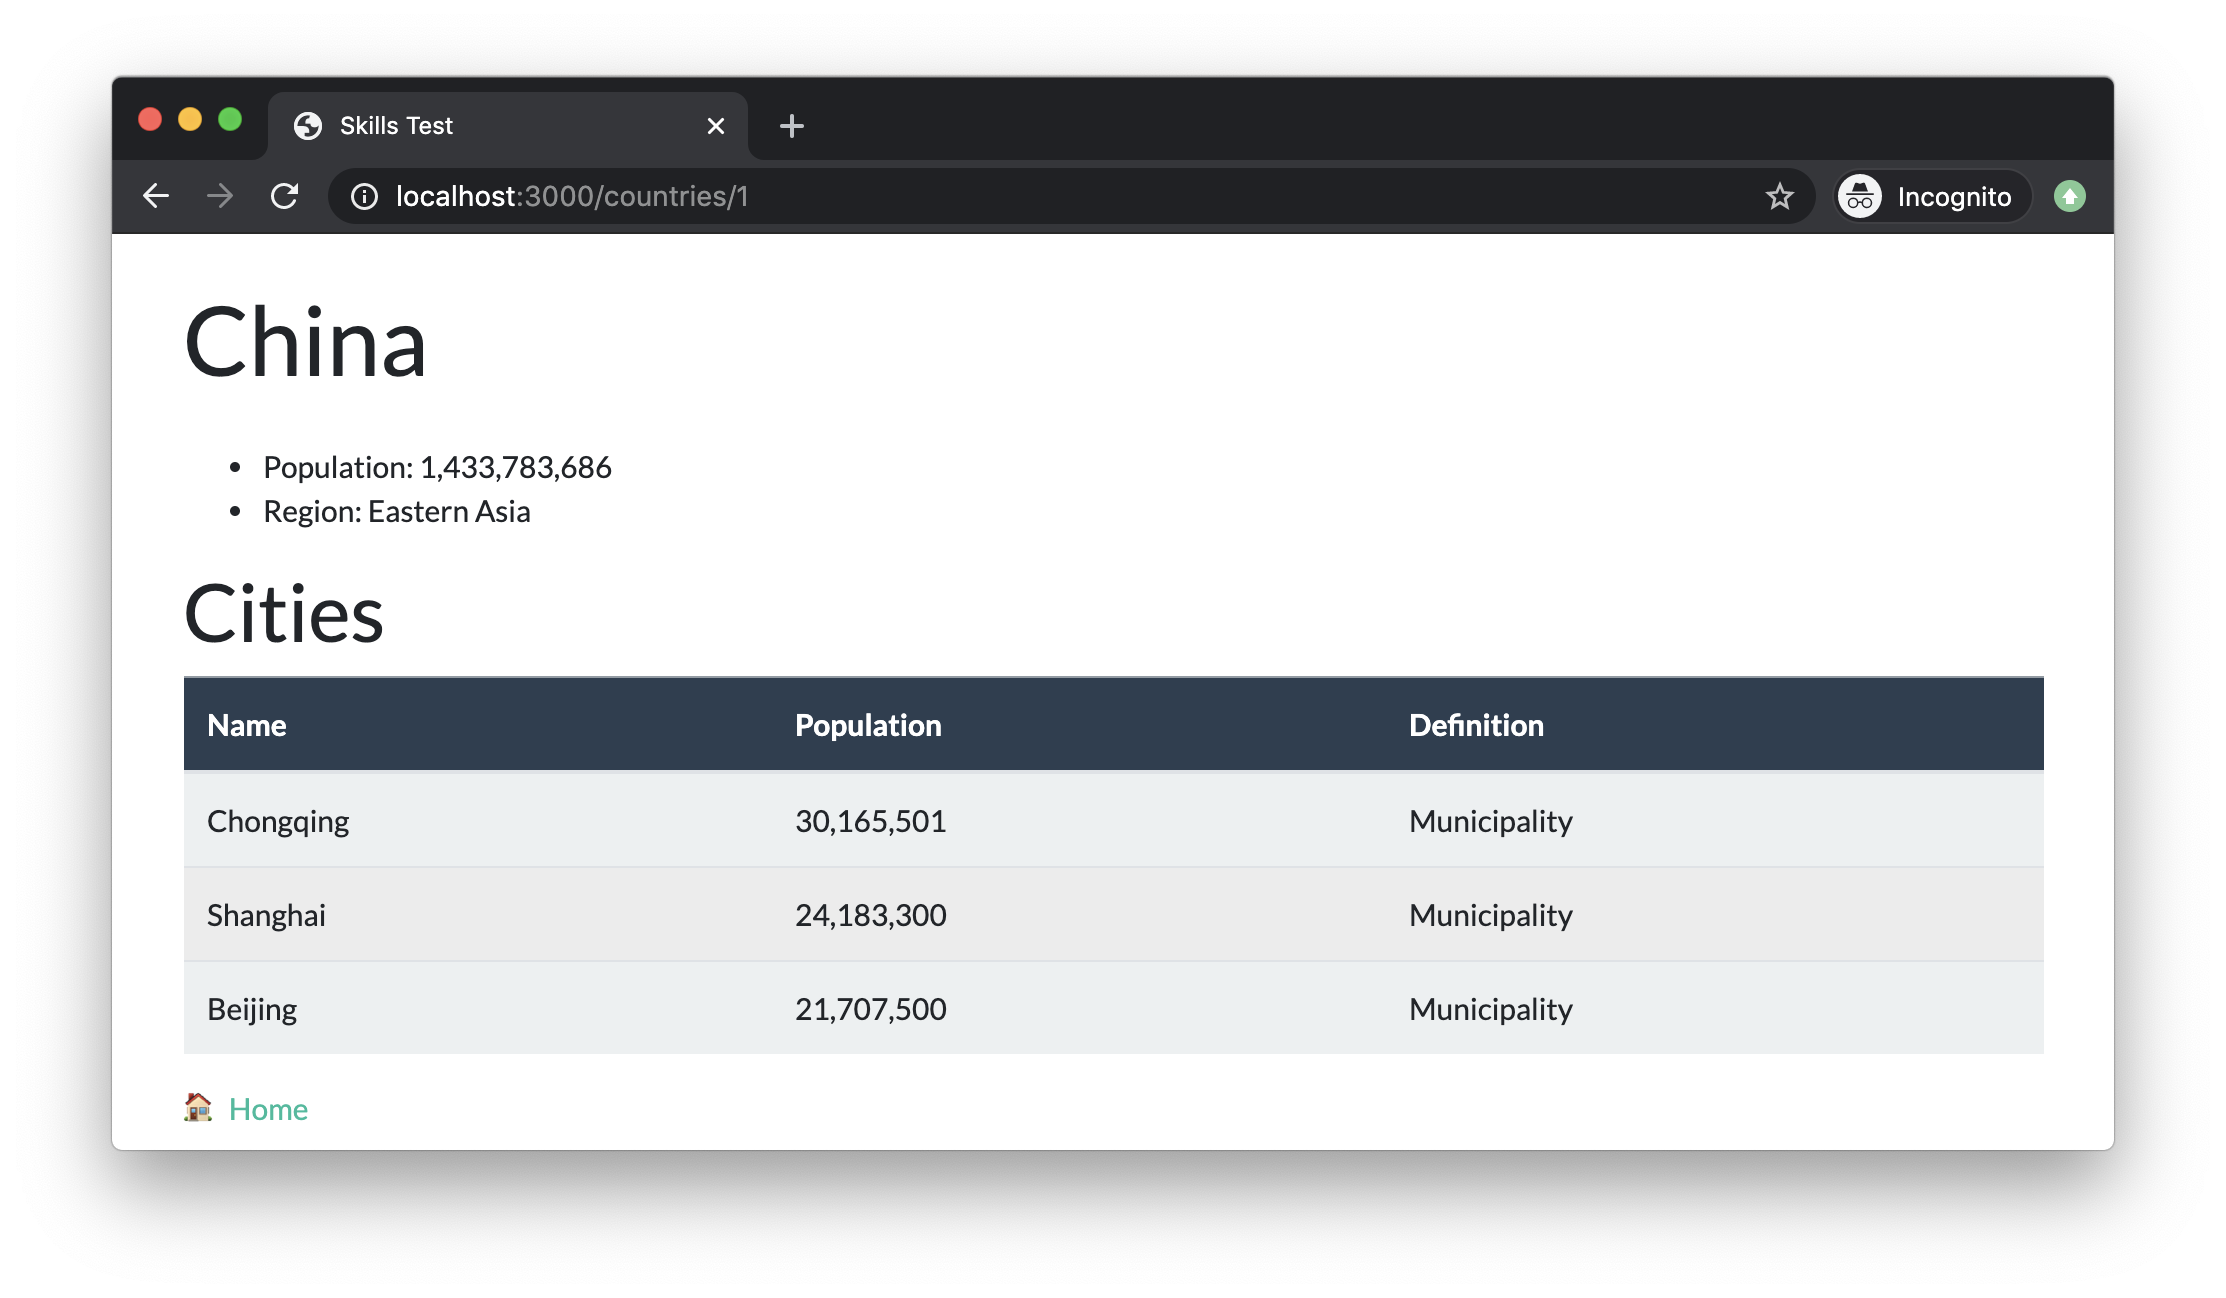 Skills Test
localhost:3000/countries/1
Incognito
China
Population: 1,433,783,686
Region: Eastern Asia
Cities
Name Population Definition
Chongqing 30,165,501 Municipality
Shanghai 24,183,300 Municipality
Beijing 21,707,500 Municipality
Home